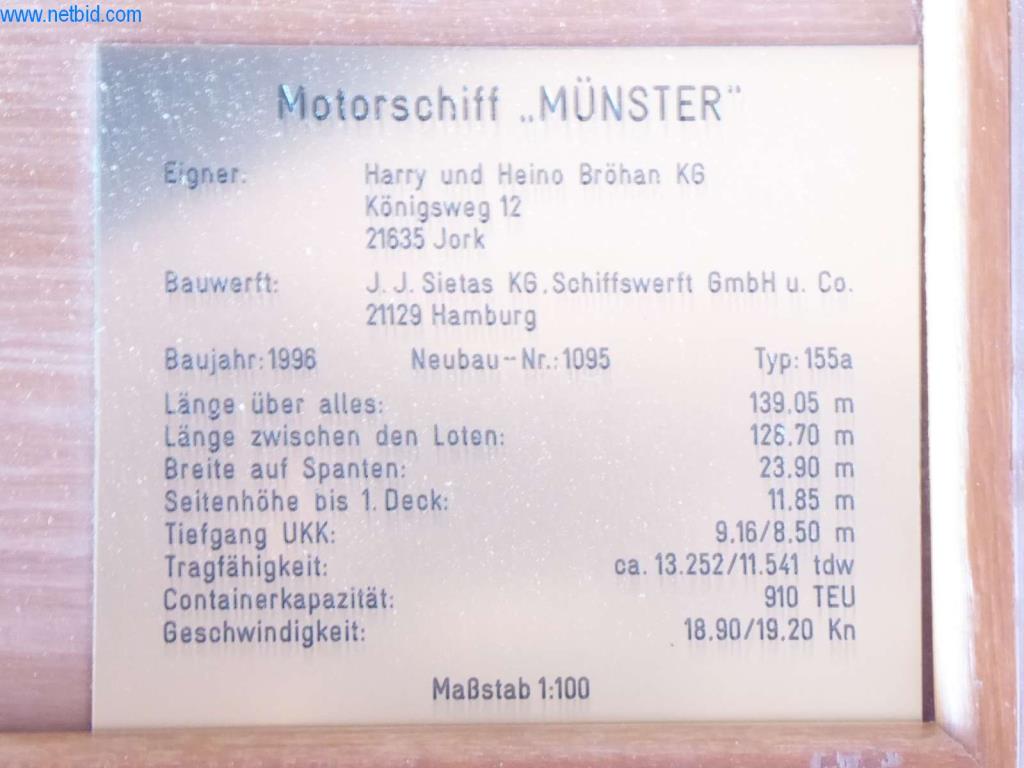 www.netbid.com
Motorschiff „MÜNSTER"
Eigner: Harry und Heino Bröhan KG
Königsweg 12
21635 Jork
Bauwerft: J. J. Sietas KG. Schiffswerft GmbH u. Co.
21129 Hamburg
Baujahr: 1996 Neubau-Nr.: 1095 Typ: 155a
Länge über alles: 139.05 m
Länge zwischen den Loten: 126.70 m
Breite auf Spanten: 23.90 m
Seitenhöhe bis 1. Deck: 11.85 m
Tiefgang UKK: 9.16/8.50 m
Tragfähigkeit: ca. 13.252/11.541 tdw
Containerkapazität: 910 TEU
Geschwindigkeit: 18.90/19.20 Kn
Maßstab 1:100